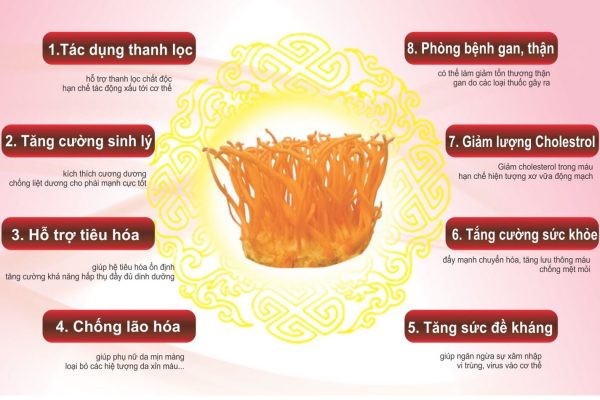 1.Tác dụng thanh lọc
hỗ trợ thanh lọc chất độc
hạn chế tác động xấu tới cơ thể
2. Tăng cường sinh lý
kích thích cương dương
chống liệt dương cho phái mạnh cực tốt
3. Hỗ trợ tiêu hóa
giúp hệ tiêu hóa ổn định
tăng cường khả năng hấp thụ đầy đủ dinh dưỡng
4. Chống lão hóa
giúp phụ nữ da mịn màng
loại bỏ các hiệ tượng da xỉn màu...
8. Phòng bệnh gan, thận
có thể làm giảm tổn thương thận
gan do các loại thuốc gây ra
7. Giảm lượng Cholestrol
Giảm cholesterol trong máu
hạn chế hiện tượng xơ vữa động mạch
6. Tắng cường sức khỏe
đẩy mạnh chuyển hóa, tăng lưu thông máu
chống mệt mỏi
5. Tăng sức đề kháng
giúp ngăn ngừa sự xâm nhập
vi trùng, virus vào cơ thể